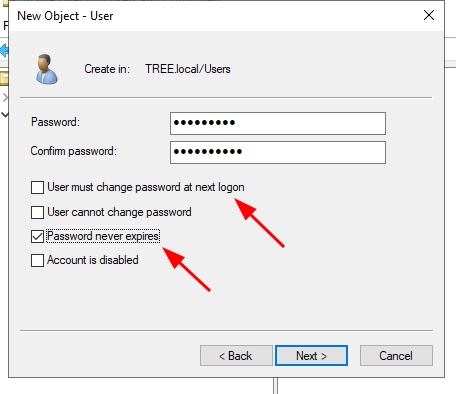 New Object - User
Create in: TREE.local/Users
Password: •••••••••
Confirm password: ••••••••••
User must change password at next logon
User cannot change password
Password never expires
Account is disabled
< Back Next > Cancel